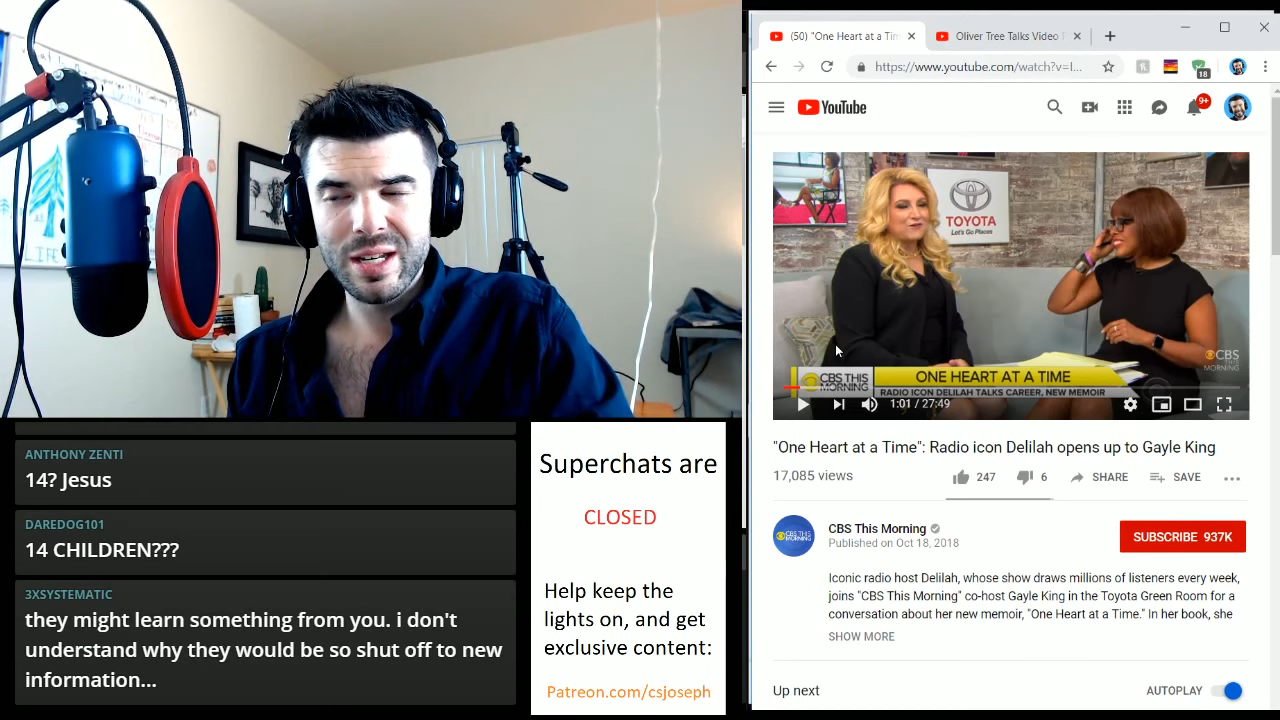 LIFE
ANTHONY ZENTI
14? Jesus
DAREDOG101
14 CHILDREN???
3XSYSTEMATIC
they might learn something from you. i don't
understand why they would be so shut off to new
information...
Superchats are
CLOSED
Help keep the
lights on, and get
exclusive content:
Patreon.com/csjoseph
(50) "One Heart at a Tim
Oliver Tree Talks Video
https://www.youtube.com/watch?v=I...
18
YouTube
9+
TOYOTA
Let's Go Places
CBS
MORNING
CBS THIS
MORNING
ONE HEART AT A TIME
RADIO ICON DELILAH TALKS CAREER, NEW MEMOIR
1:01 / 27:49
"One Heart at a Time": Radio icon Delilah opens up to Gayle King
17,085 views
247
6
SHARE
SAVE
CBS This Morning
Published on Oct 18, 2018
SUBSCRIBE 937K
Iconic radio host Delilah, whose show draws millions of listeners every week,
joins "CBS This Morning" co-host Gayle King in the Toyota Green Room for a
conversation about her new memoir, "One Heart at a Time." In her book, she
SHOW MORE
Up next
AUTOPLAY